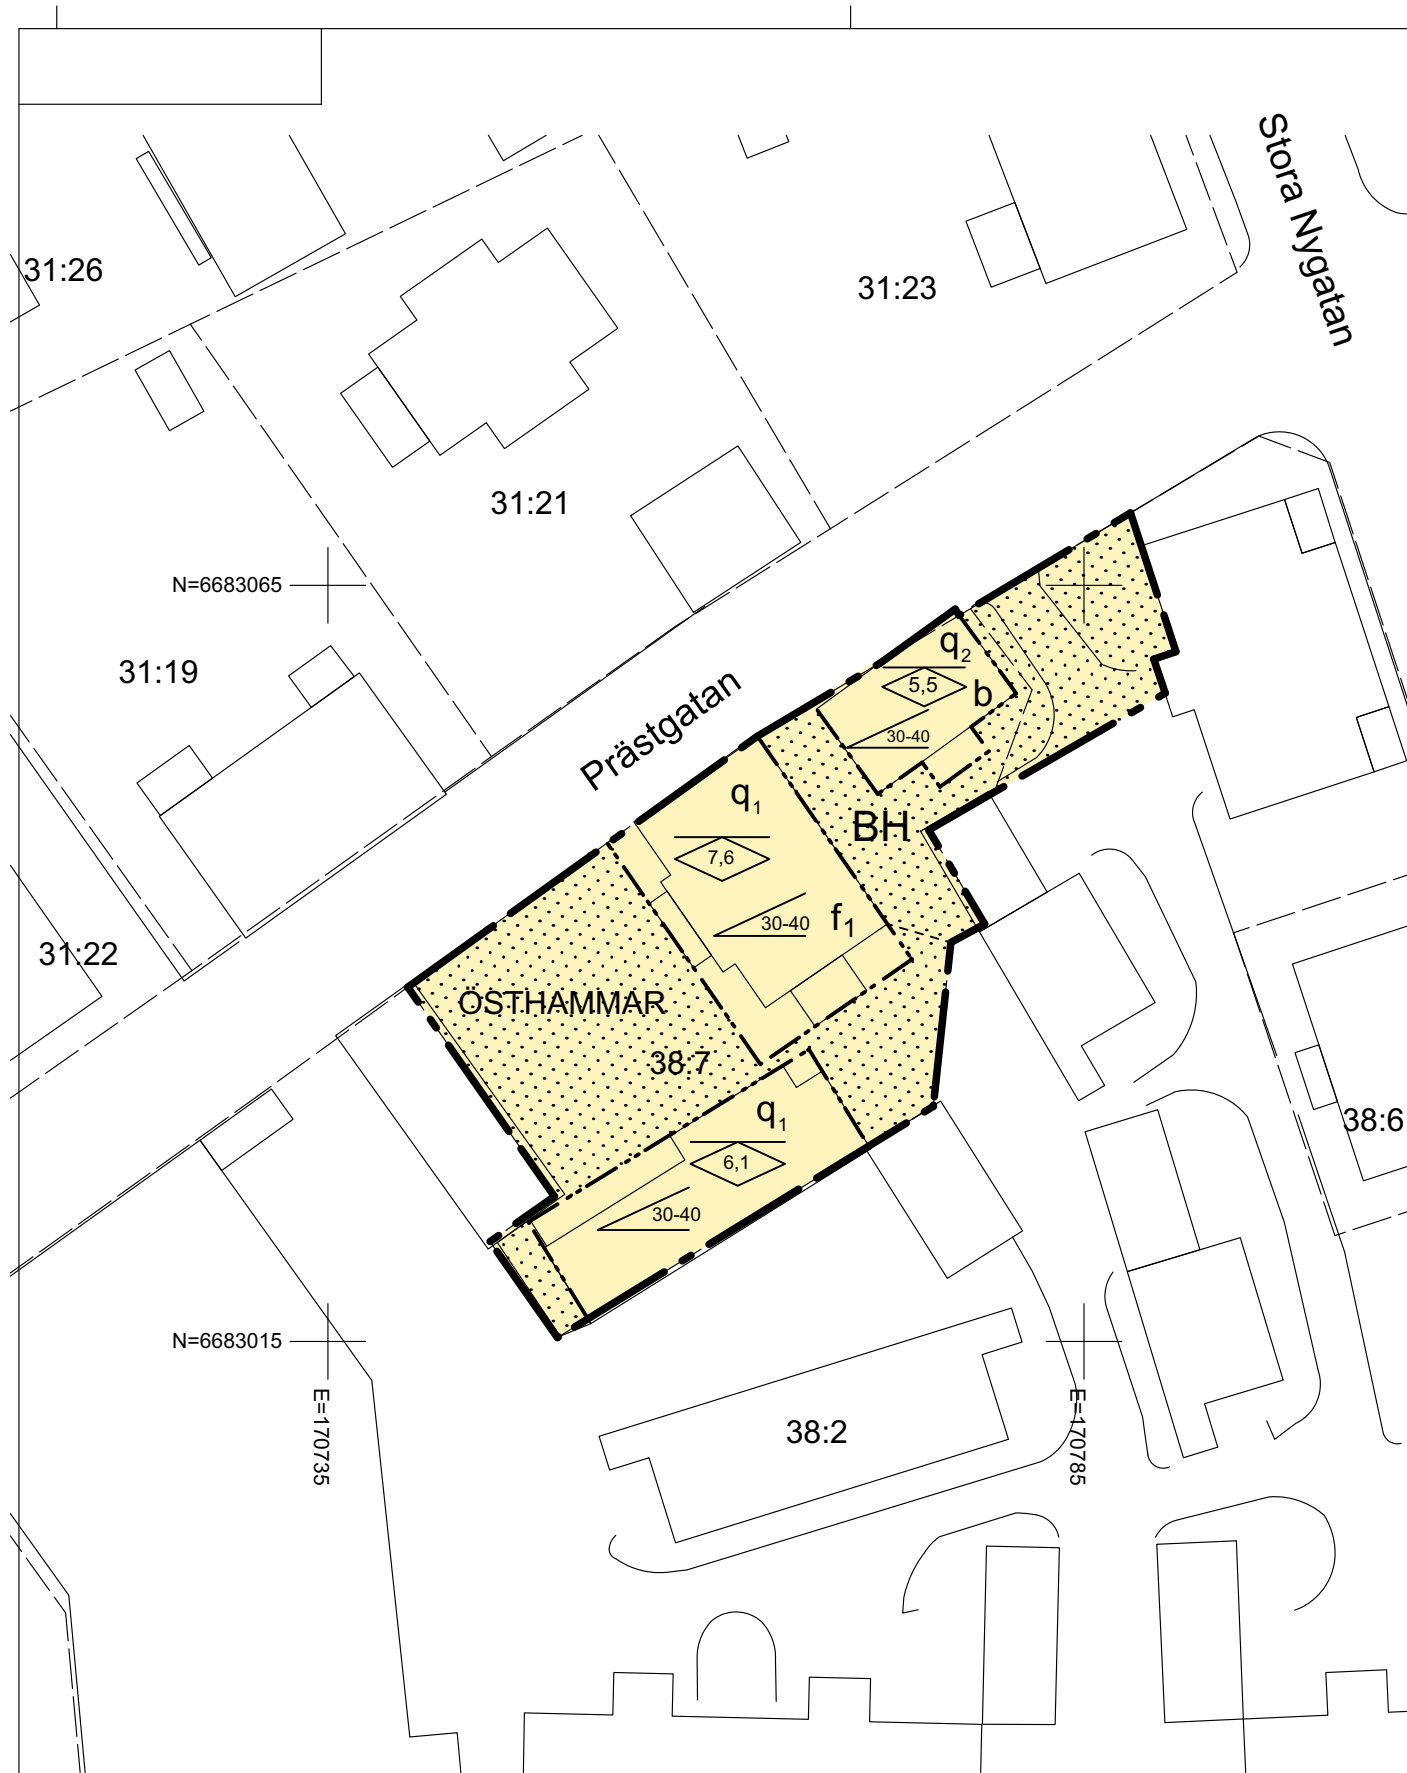 Stora Nygatan
31:26
31:23
31:21
N=6683065
31:19
q2
5,5
b
30-40
Prästgatan
q1
BH
7,6
f1
30-40
31:22
ÖSTHAMMAR
38:7
q1
38:6
6,1
30-40
N=6683015
E=170735
E=170785
38:2